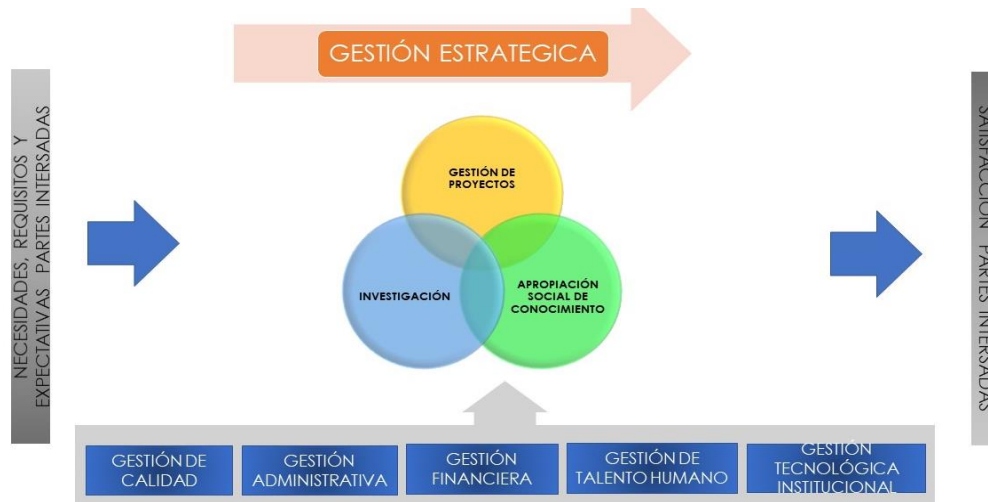 GESTIÓN ESTRATEGICA
NECESIDADES, REQUISITOS Y
EXPECTATIVAS PARTES INTERSADAS
GESTIÓN DE
PROYECTOS
INVESTIGACIÓN
APROPIACIÓN
SOCIAL DE
CONOCIMIENTO
SATISFACCIÓN PARTES INTERSADAS
GESTIÓN DE
CALIDAD
GESTIÓN
ADMINISTRATIVA
GESTIÓN
FINANCIERA
GESTIÓN DE
TALENTO HUMANO
GESTIÓN
TECNOLÓGICA
INSTITUCIONAL